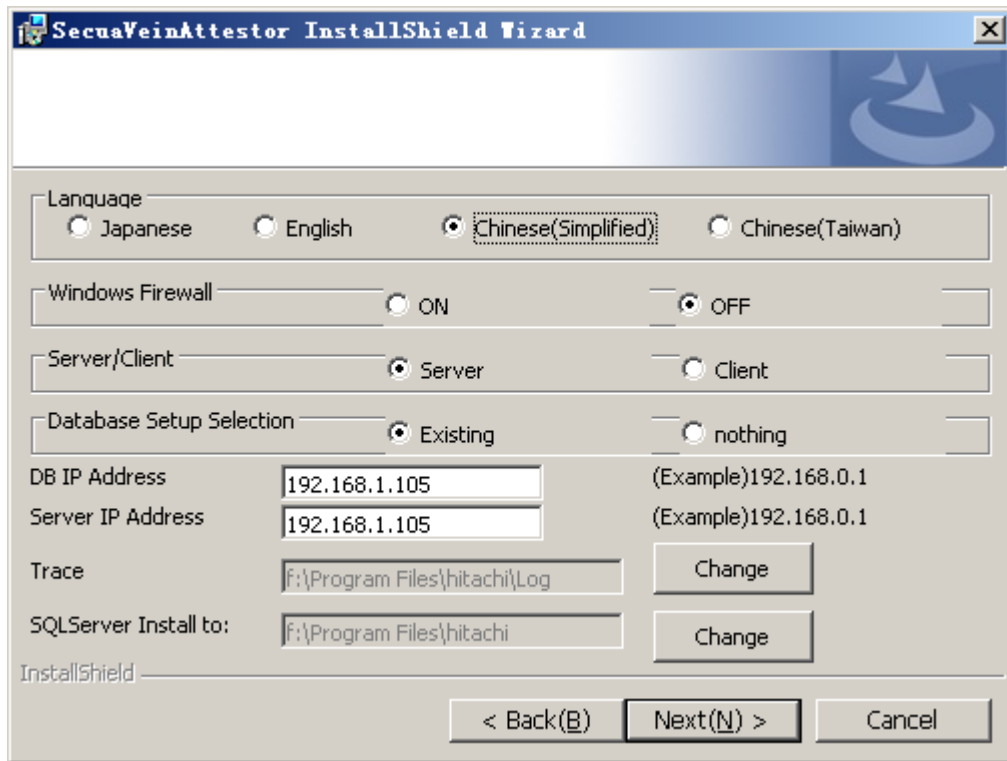 SecuaVeinAttestor InstallShield Wizard
Language
Japanese English Chinese(Simplified) Chinese(Taiwan)
Windows Firewall ON OFF
Server/Client Server Client
Database Setup Selection Existing nothing
DB IP Address 192.168.1.105 (Example)192.168.0.1
Server IP Address 192.168.1.105 (Example)192.168.0.1
Trace f:\Program Files\hitachi\Log Change
SQLServer Install to: f:\Program Files\hitachi Change
InstallShield
< Back(B) Next(N) > Cancel